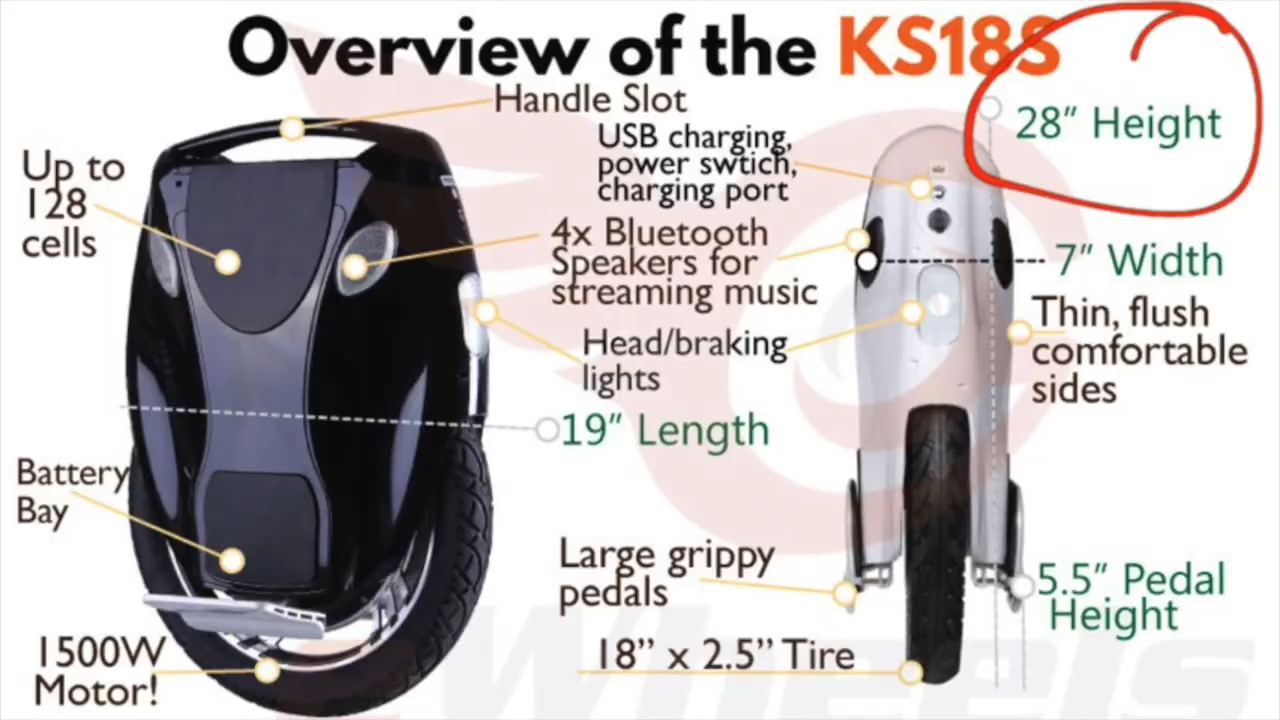 Overview of the KS18S
Handle Slot
28” Height
USB charging,
power swtich,
charging port
Up to
128
cells
4x Bluetooth
Speakers for
streaming music
7” Width
Thin, flush
comfortable
sides
Head/braking
lights
19” Length
Battery
Bay
Large grippy
pedals
5.5” Pedal
Height
1500W
Motor!
18” x 2.5” Tire
eWheels